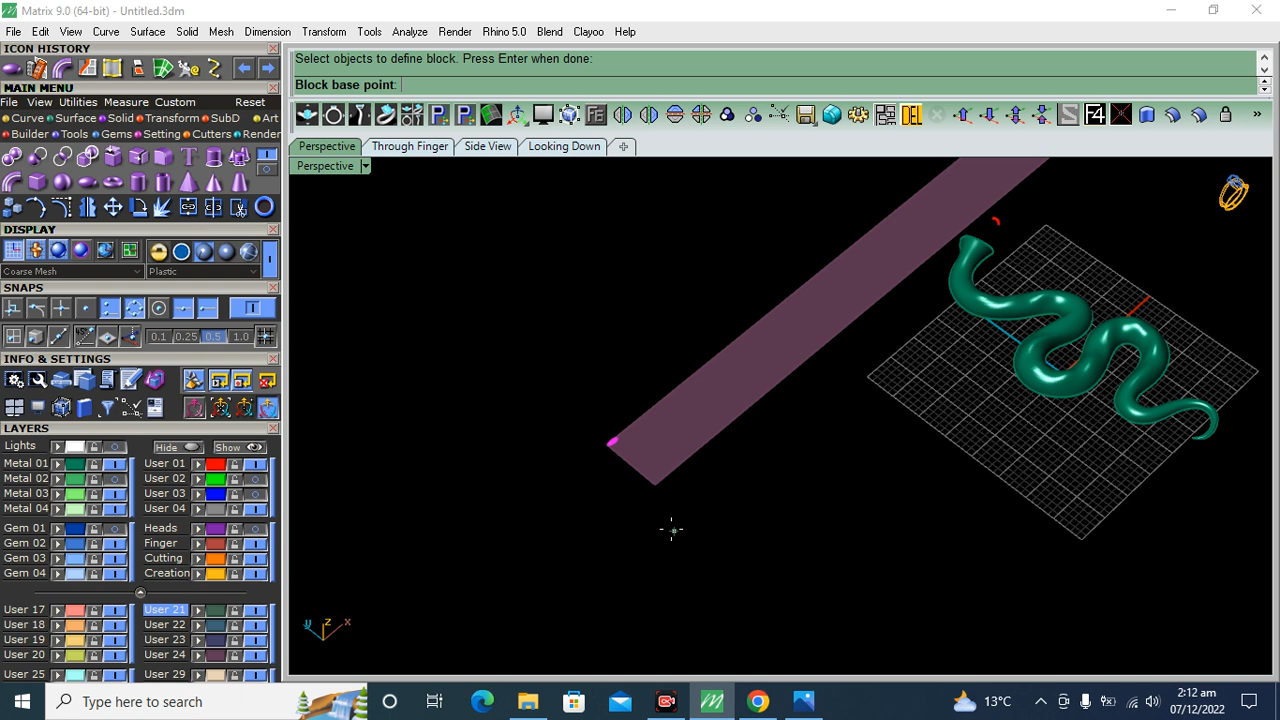 Matrix 9.0 (64-bit) - Untitled.3dm
File Edit View Curve Surface Solid Mesh Dimension Transform Tools Analyze Render Rhino 5.0 Blend Clayoo Help
ICON HISTORY
MAIN MENU
File View Utilities Measure Custom Reset
Curve Surface Solid Transform SubD Art
Builder Tools Gems Setting Cutters Render
DISPLAY
Coarse Mesh Plastic
SNAPS
0.1 0.25 0.5 1.0
INFO & SETTINGS
LAYERS
Lights Hide Show
Metal 01 User 01
Metal 02 User 02
Metal 03 User 03
Metal 04 User 04
Gem 01 Heads
Gem 02 Finger
Gem 03 Cutting
Gem 04 Creation
User 17 User 21
User 18 User 22
User 19 User 23
User 20 User 24
User 25 User 29
Select objects to define block. Press Enter when done:
Block base point:
P P FE DEL S F4 »
Perspective Through Finger Side View Looking Down
Perspective
y z x
Type here to search
13°C
2:12 am
07/12/2022